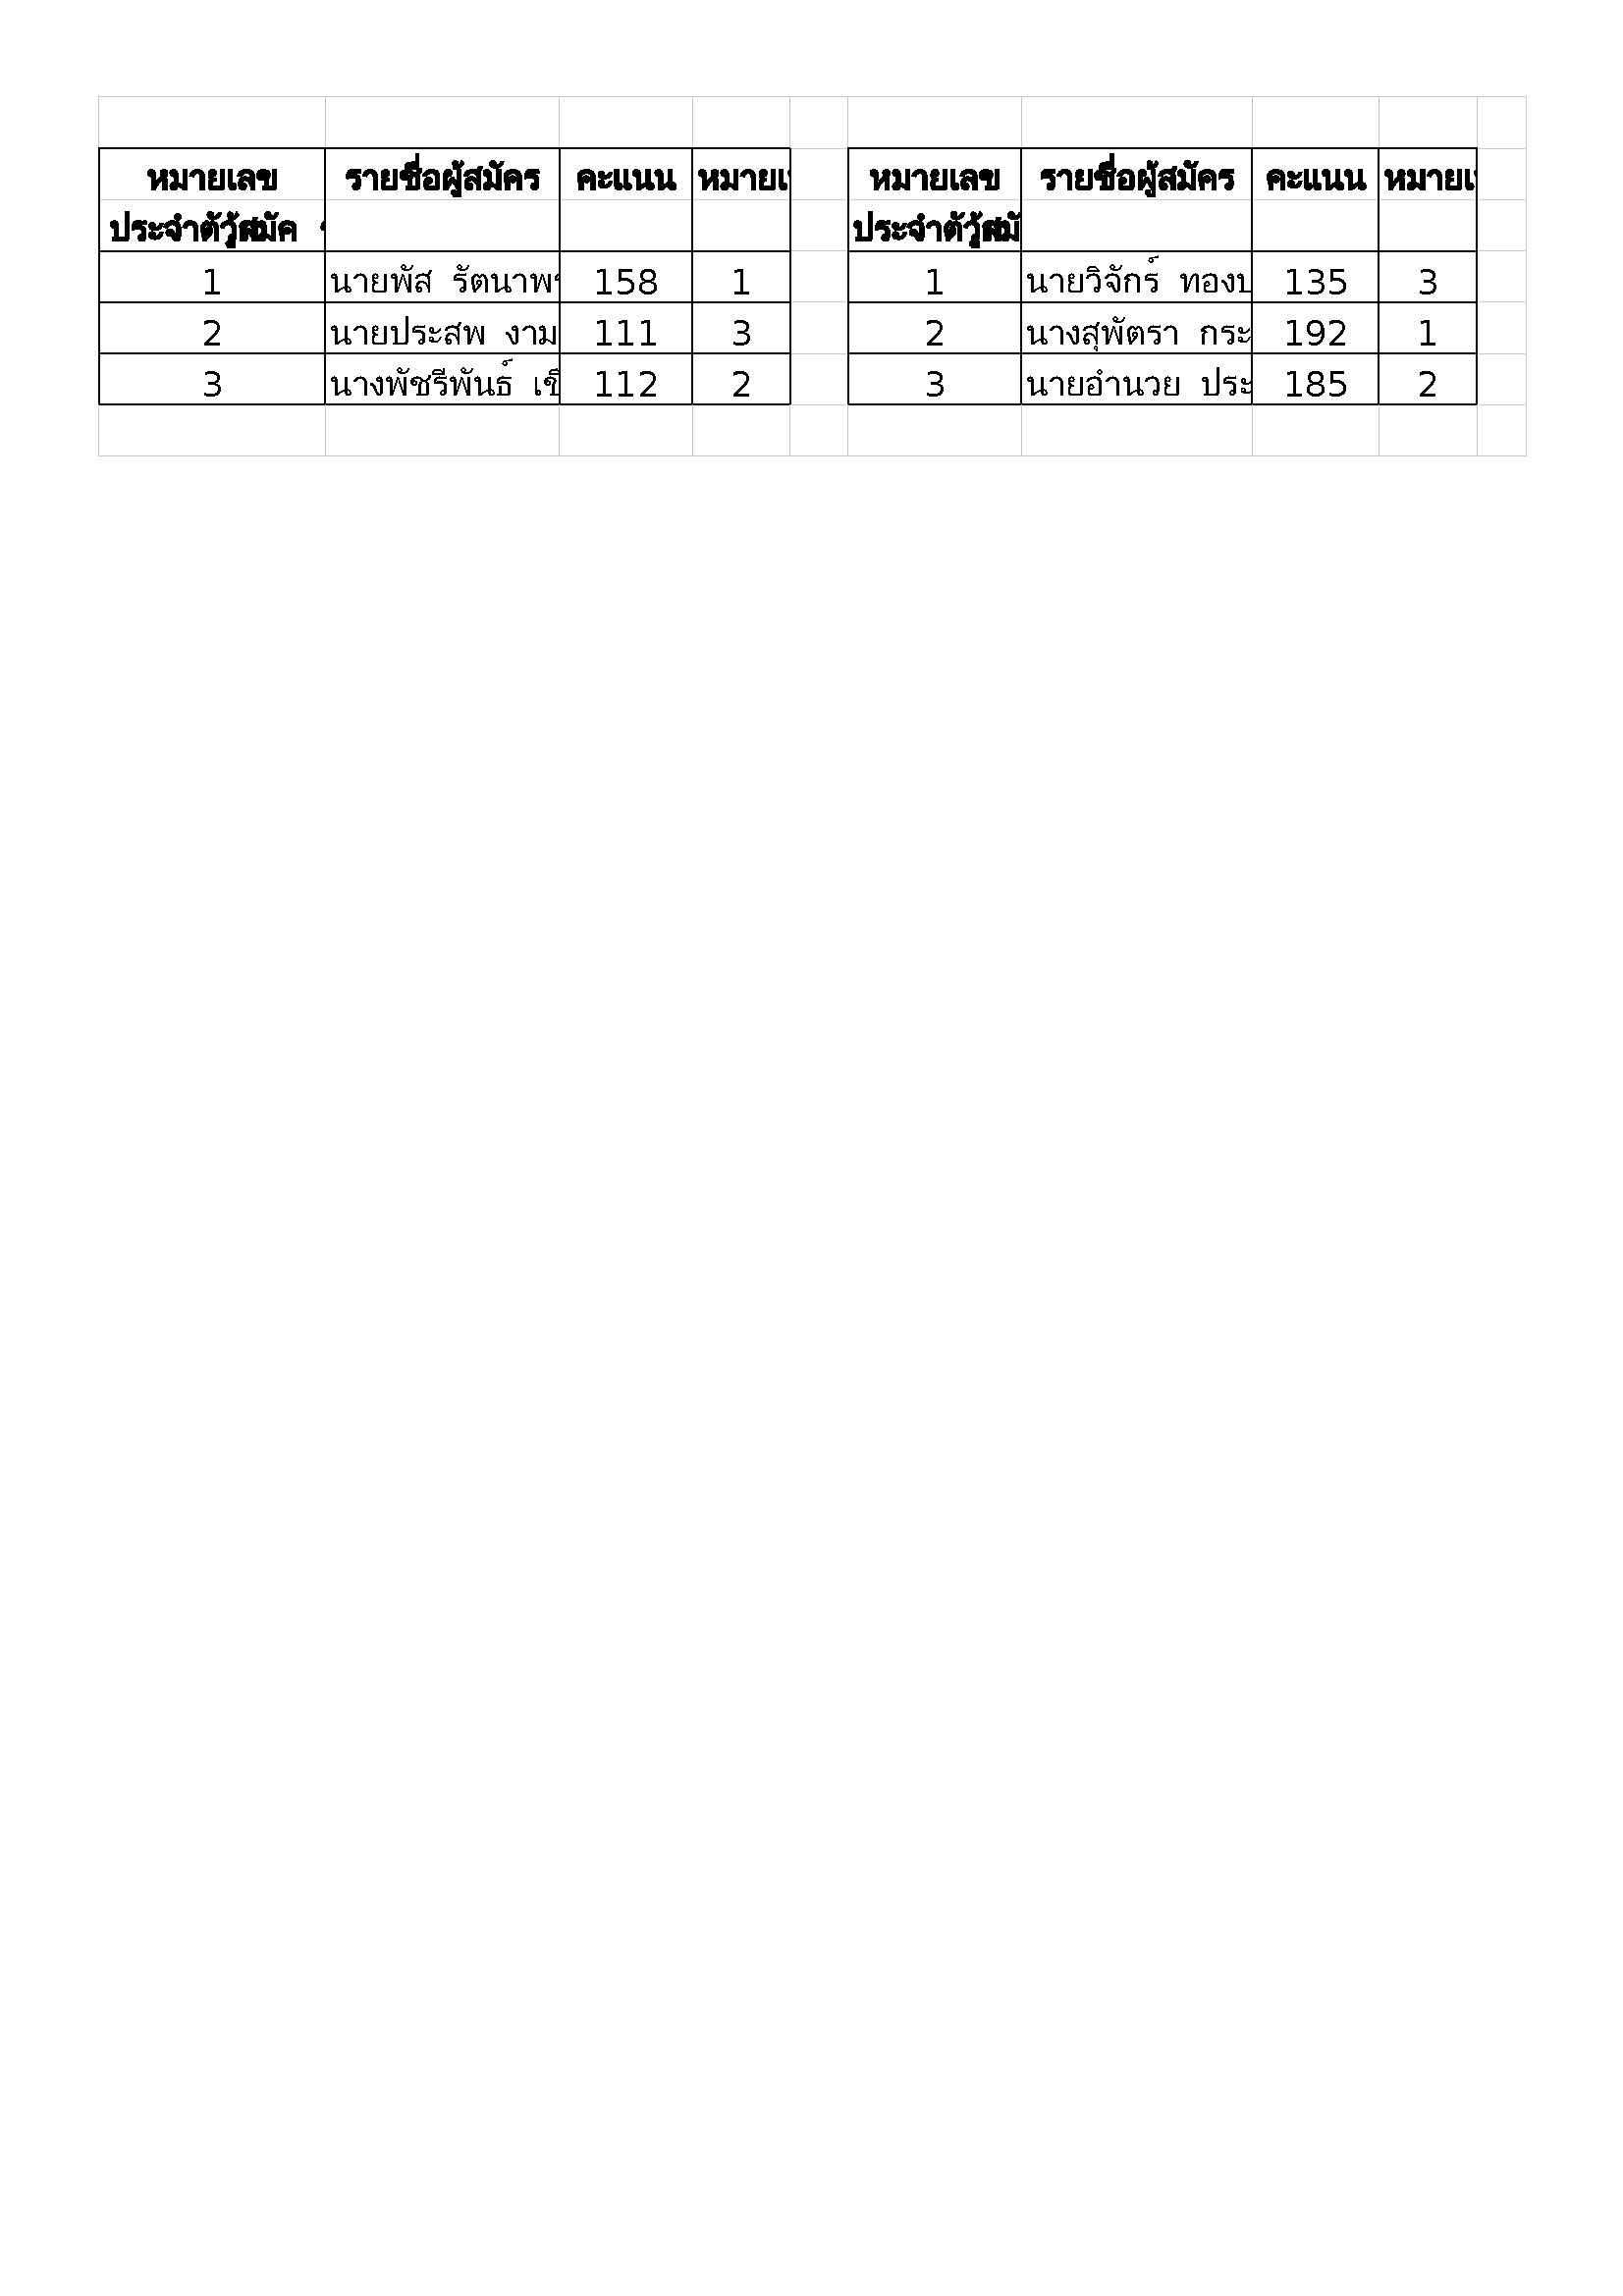 หมายเลข รายชื่อผู้สมัคร คะแนน หมายเ หมายเลข รายชื่อผู้สมัคร คะแนน หมายเ
ประจำตัวผู้สมัคร ประจำตัวผู้สมั
1 นายพัส รัตนาพร 158 1 1 นายวิจักร์ ทองบ 135 3
2 นายประสพ งาม 111 3 2 นางสุพัตรา กระ 192 1
3 นางพัชรีพันธ์ เขี 112 2 3 นายอำนวย ประ 185 2